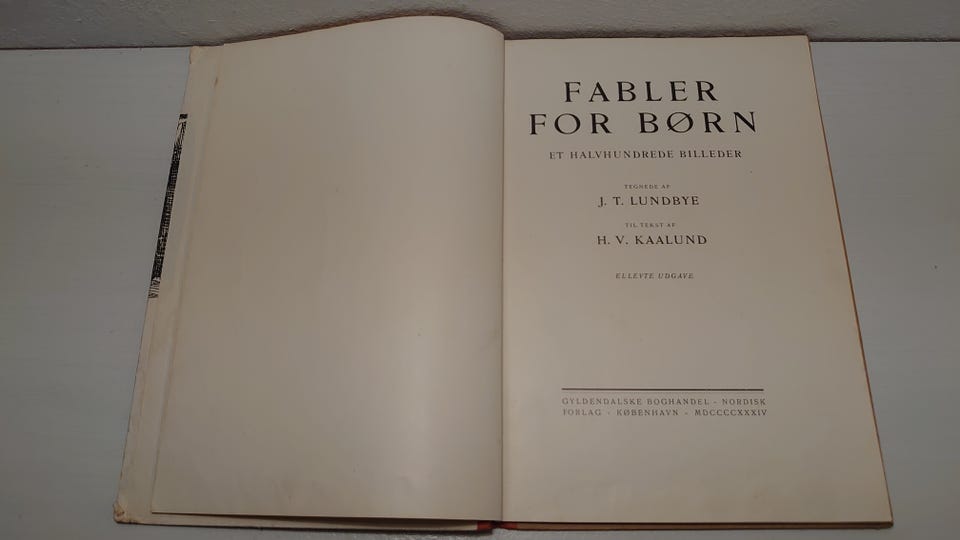 FABLER
FOR BØRN
ET HALVHUNDREDE BILLEDER
TEGNEDE AF
J. T. LUNDBYE
TIL TEKST AF
H. V. KAALUND
ELLEVTE UDGAVE
GYLDENDALSKE BOGHANDEL - NORDISK
FORLAG - KØBENHAVN - MDCCCCXXXIV